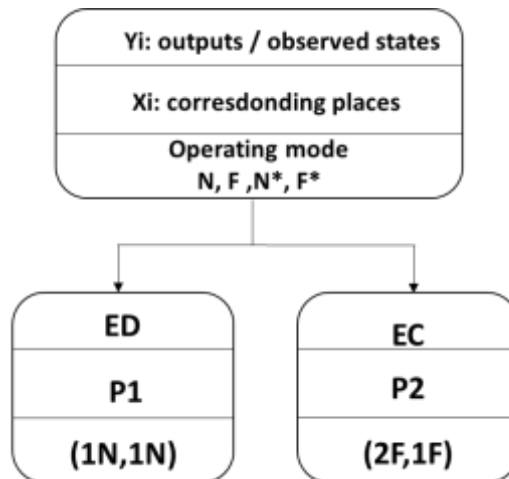 Yi: outputs / observed states
Xi: corresdonding places
Operating mode
N, F ,N*, F*
ED
P1
(1N,1N)
EC
P2
(2F,1F)